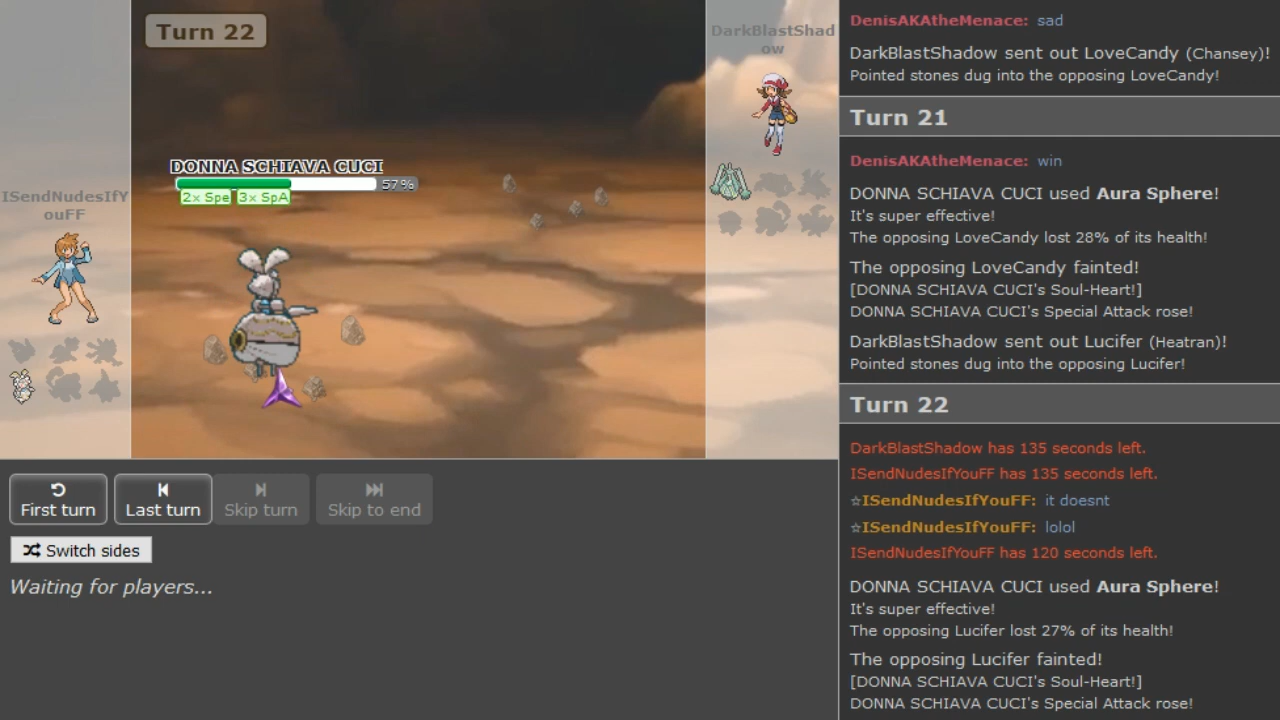 Turn 22
DarkBlastShad
ow
ISendNudesIfY
ouFF
DONNA SCHIAVA CUCI
57%
2x Spe 3x SpA
First turn
Last turn
Skip turn
Skip to end
Switch sides
Waiting for players...
DenisAKAtheMenace: sad
DarkBlastShadow sent out LoveCandy (Chansey)!
Pointed stones dug into the opposing LoveCandy!
Turn 21
DenisAKAtheMenace: win
DONNA SCHIAVA CUCI used Aura Sphere!
It's super effective!
The opposing LoveCandy lost 28% of its health!
The opposing LoveCandy fainted!
[DONNA SCHIAVA CUCI's Soul-Heart!]
DONNA SCHIAVA CUCI's Special Attack rose!
DarkBlastShadow sent out Lucifer (Heatran)!
Pointed stones dug into the opposing Lucifer!
Turn 22
DarkBlastShadow has 135 seconds left.
ISendNudesIfYouFF has 135 seconds left.
☆ISendNudesIfYouFF: it doesnt
☆ISendNudesIfYouFF: lolol
ISendNudesIfYouFF has 120 seconds left.
DONNA SCHIAVA CUCI used Aura Sphere!
It's super effective!
The opposing Lucifer lost 27% of its health!
The opposing Lucifer fainted!
[DONNA SCHIAVA CUCI's Soul-Heart!]
DONNA SCHIAVA CUCI's Special Attack rose!